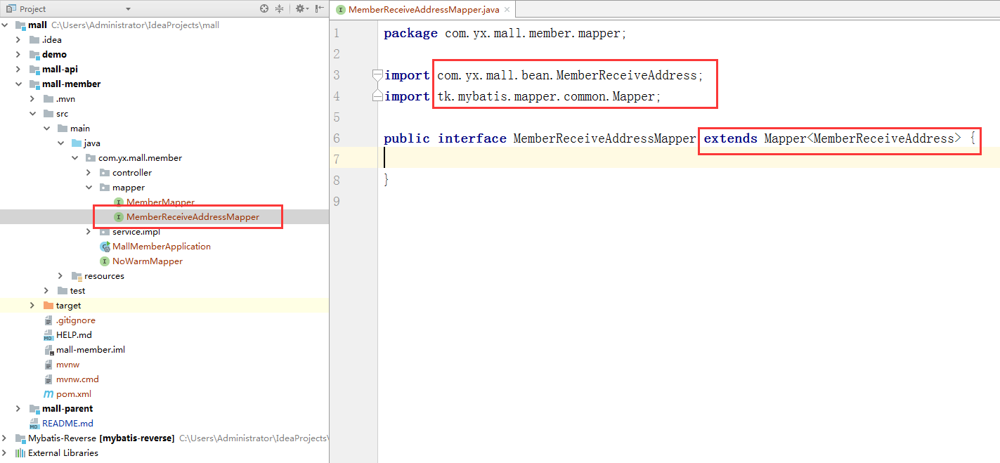 Project
mall C:\Users\Administrator\IdeaProjects\mall
.idea
demo
mall-api
mall-member
.mvn
src
main
java
com.yx.mall.member
controller
mapper
MemberMapper
MemberReceiveAddressMapper
service.impl
MallMemberApplication
NoWarmMapper
resources
test
target
.gitignore
HELP.md
mall-member.iml
mvnw
mvnw.cmd
pom.xml
mall-parent
README.md
Mybatis-Reverse [mybatis-reverse] C:\Users\Administrator\IdeaProjects\
External Libraries
MemberReceiveAddressMapper.java
1 package com.yx.mall.member.mapper;
2
3 import com.yx.mall.bean.MemberReceiveAddress;
4 import tk.mybatis.mapper.common.Mapper;
5
6 public interface MemberReceiveAddressMapper extends Mapper<MemberReceiveAddress> {
7
8 }
9